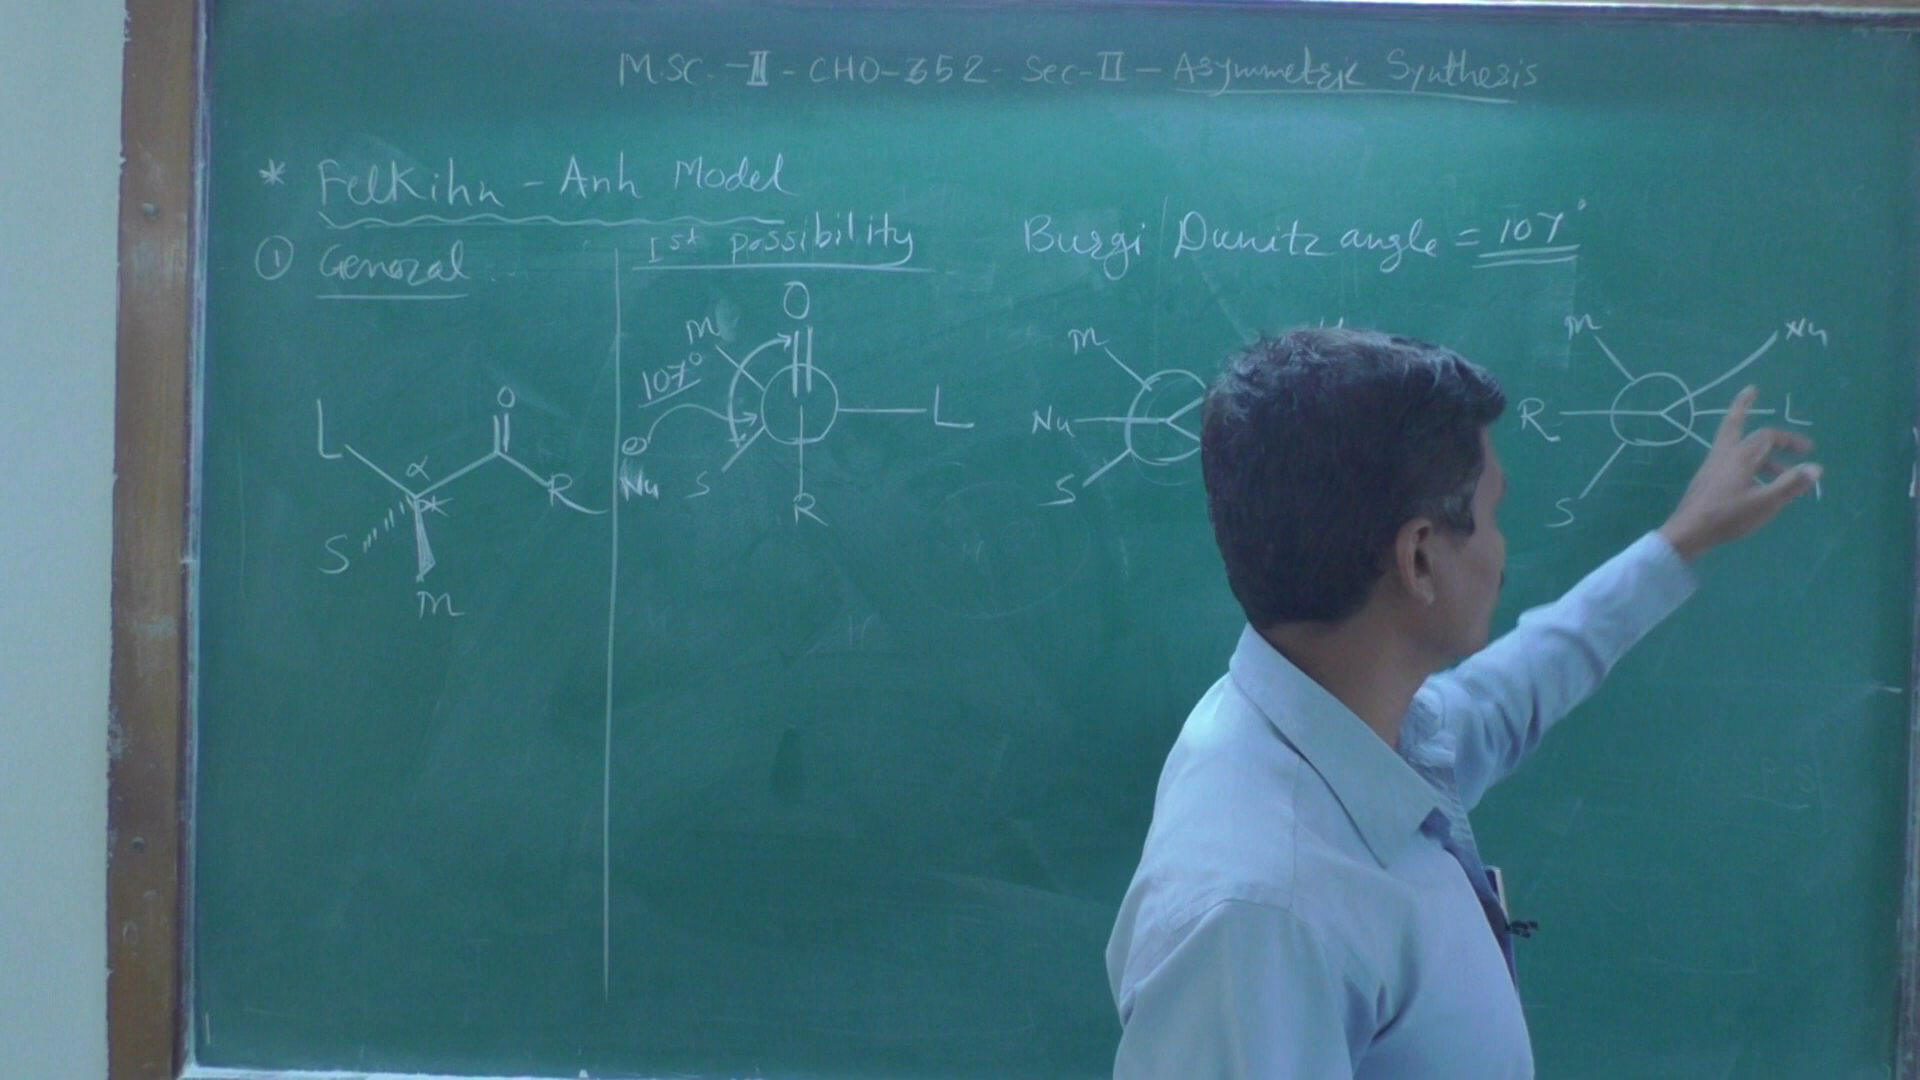 M.Sc.-II - CHO-352- Sec-II - Asymmetric Synthesis
* Felkihn - Anh Model
① General
Ist possibility
Burgi / Dunitz angle = 107°
L
α
*
O
R
S
M
O
M
107°
⊖
Nu
S
R
L
M
Nu
S
M
Nu
R
L
S